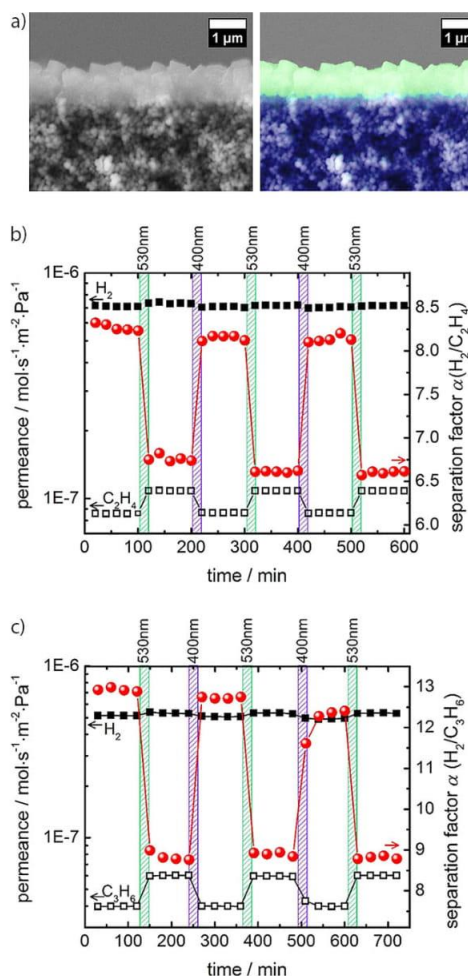 a)
1 µm
1 µm
b)
530nm
400nm
530nm
400nm
530nm
1E-6
1E-7
permeance / mol·s⁻¹·m⁻²·Pa⁻¹
H₂
C₂H₄
8.5
8.0
7.5
7.0
6.5
6.0
separation factor α(H₂/C₂H₄)
0 100 200 300 400 500 600
time / min
c)
530nm
400nm
530nm
400nm
530nm
1E-6
1E-7
permeance / mol·s⁻¹·m⁻²·Pa⁻¹
H₂
C₃H₆
13
12
11
10
9
8
separation factor α (H₂/C₃H₆)
0 100 200 300 400 500 600 700
time / min